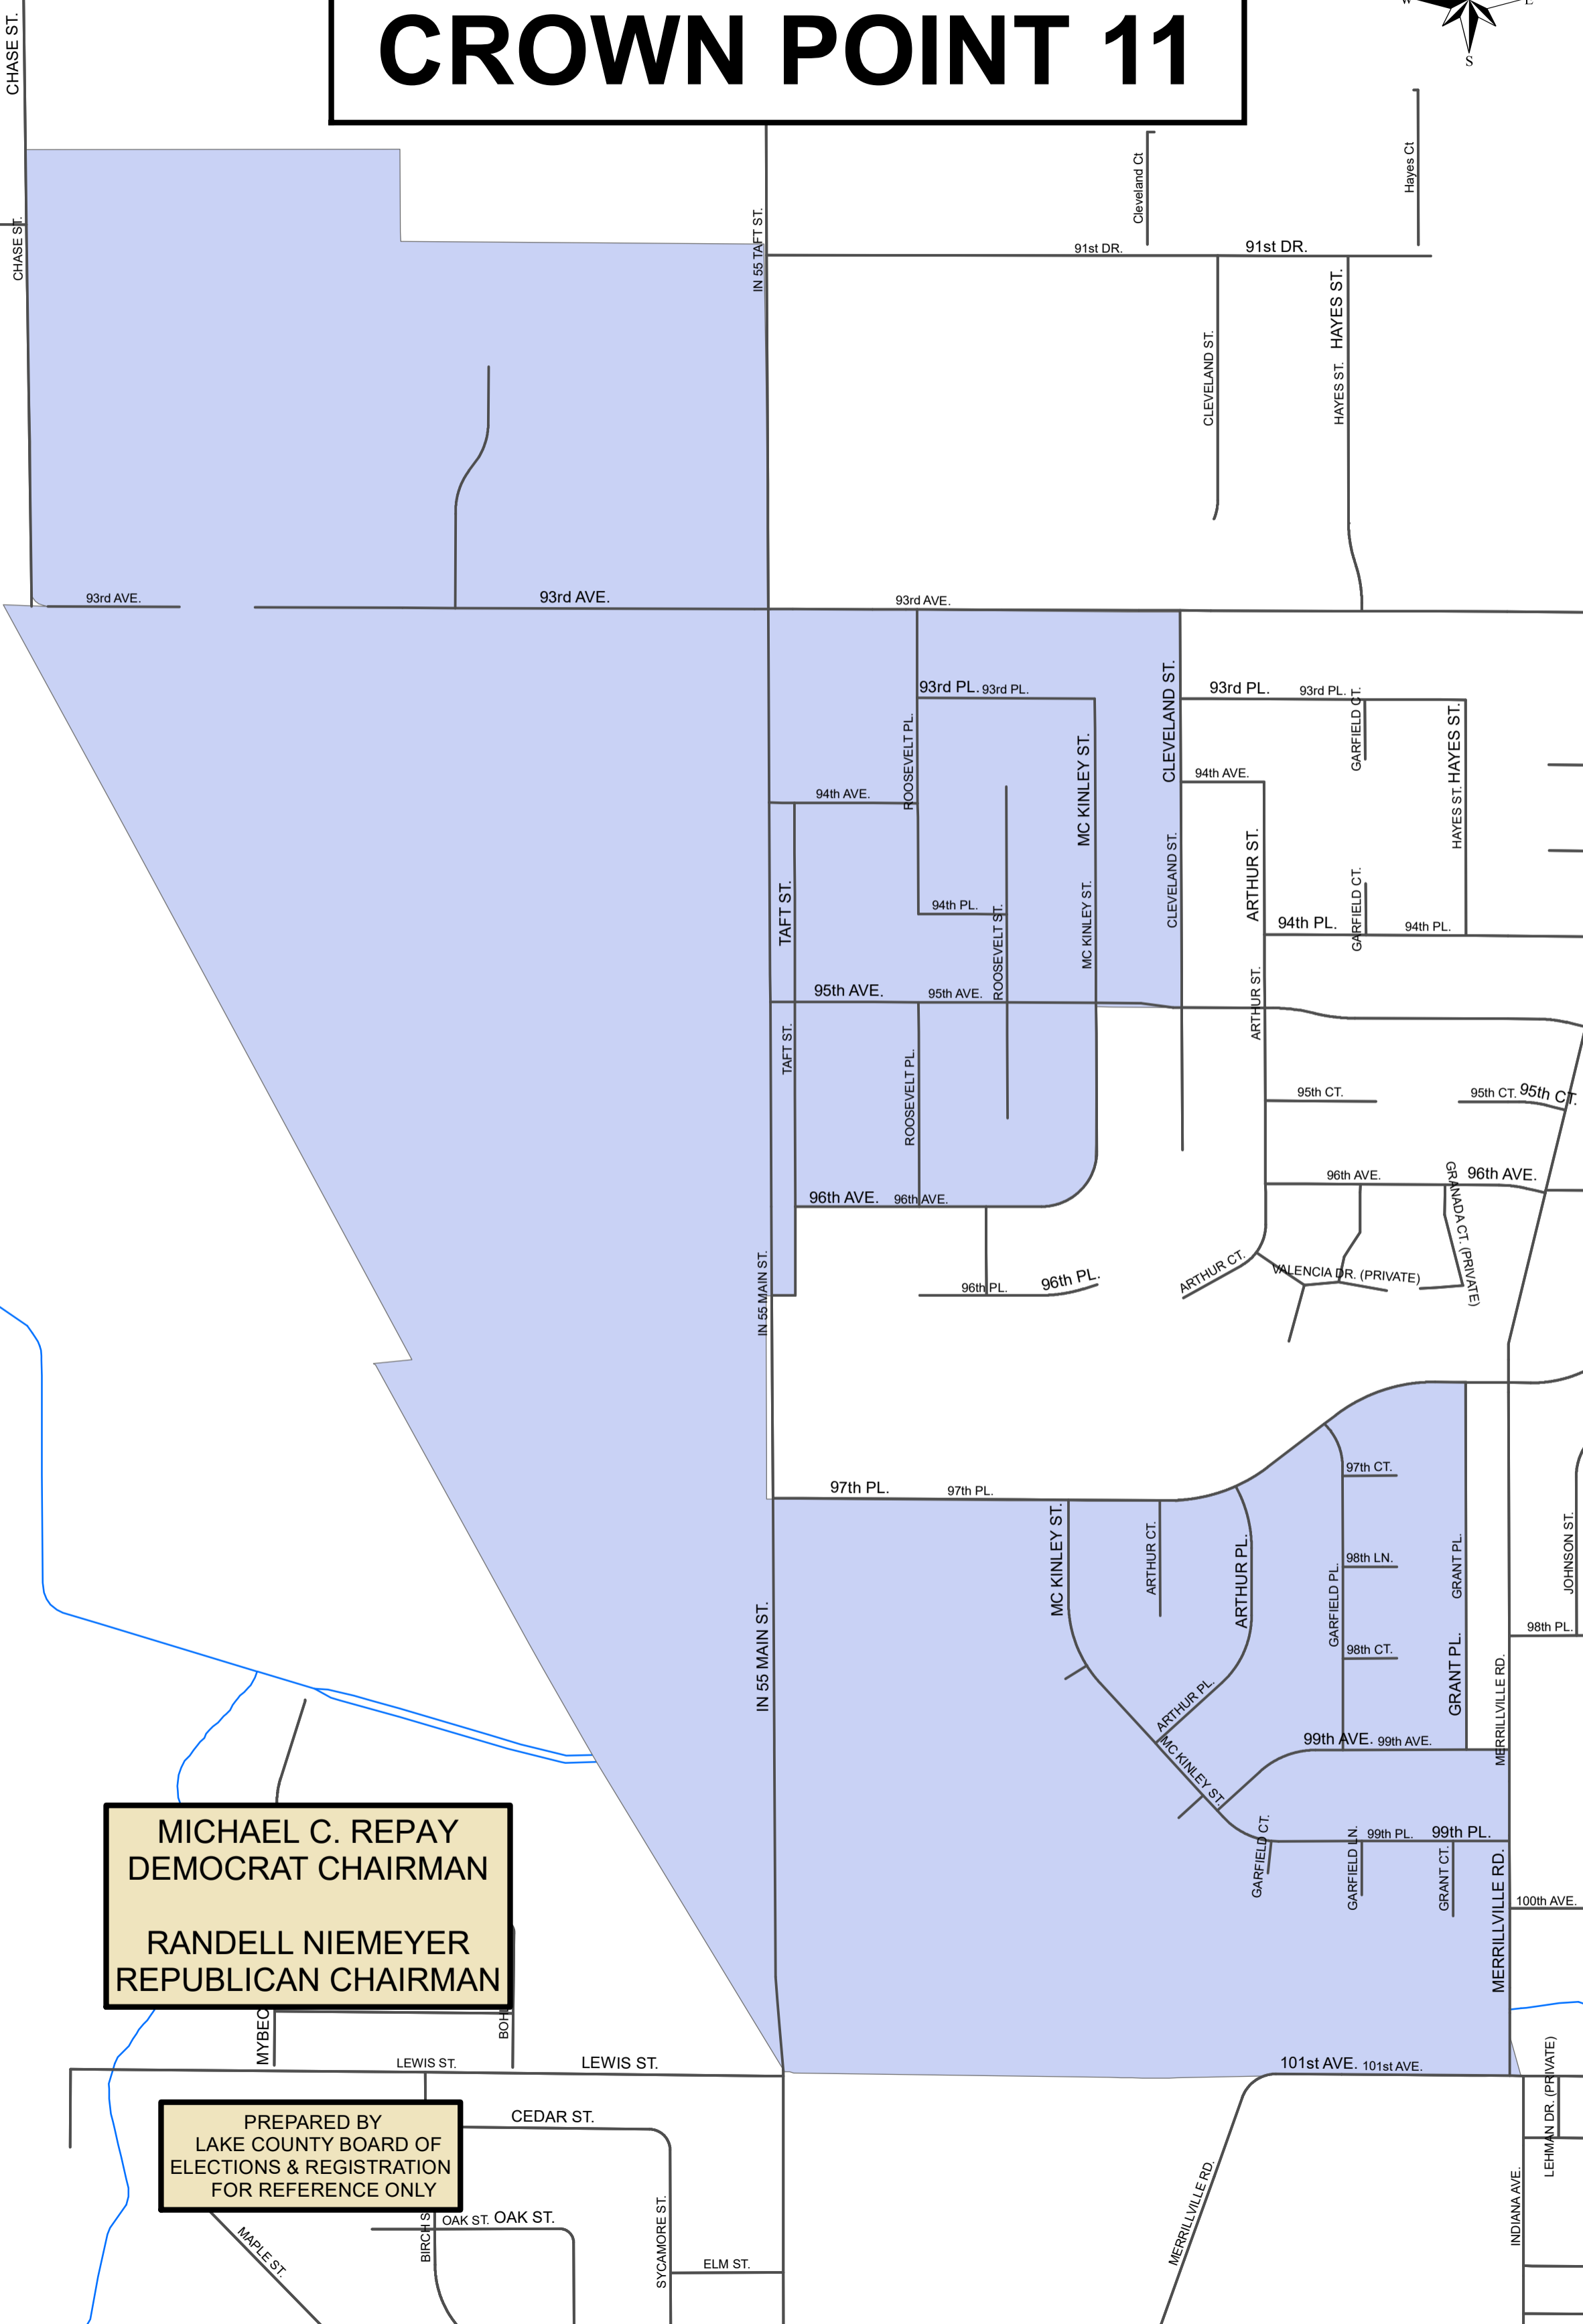 CROWN POINT 11
W
E
S
CHASE ST.
CHASE ST.
IN 55 TAFT ST.
Cleveland Ct
Hayes Ct
91st DR.
91st DR.
CLEVELAND ST.
HAYES ST.
HAYES ST.
93rd AVE.
93rd AVE.
93rd AVE.
93rd PL.
93rd PL.
93rd PL.
93rd PL.
ROOSEVELT PL.
MC KINLEY ST.
CLEVELAND ST.
GARFIELD CT.
HAYES ST.
HAYES ST.
94th AVE.
94th AVE.
TAFT ST.
94th PL.
ROOSEVELT ST.
MC KINLEY ST.
CLEVELAND ST.
ARTHUR ST.
94th PL.
GARFIELD CT.
94th PL.
95th AVE.
95th AVE.
ARTHUR ST.
TAFT ST.
ROOSEVELT PL.
95th CT.
95th CT.
95th CT.
96th AVE.
96th AVE.
96th AVE.
96th AVE.
GRANADA CT. (PRIVATE)
IN 55 MAIN ST.
96th PL.
96th PL.
ARTHUR CT.
VALENCIA DR. (PRIVATE)
97th PL.
97th PL.
97th CT.
MC KINLEY ST.
ARTHUR CT.
ARTHUR PL.
98th LN.
GARFIELD PL.
GRANT PL.
JOHNSON ST.
IN 55 MAIN ST.
98th CT.
GRANT PL.
98th PL.
MERRILLVILLE RD.
ARTHUR PL.
MC KINLEY ST.
99th AVE.
99th AVE.
GARFIELD CT.
GARFIELD LN.
99th PL.
99th PL.
GRANT CT.
MERRILLVILLE RD.
100th AVE.
MICHAEL C. REPAY
DEMOCRAT CHAIRMAN
RANDELL NIEMEYER
REPUBLICAN CHAIRMAN
MYBEC
BOH
LEWIS ST.
LEWIS ST.
101st AVE.
101st AVE.
LEHMAN DR. (PRIVATE)
PREPARED BY
LAKE COUNTY BOARD OF
ELECTIONS & REGISTRATION
FOR REFERENCE ONLY
CEDAR ST.
MAPLE ST.
BIRCH S
OAK ST.
OAK ST.
SYCAMORE ST.
ELM ST.
MERRILLVILLE RD.
INDIANA AVE.